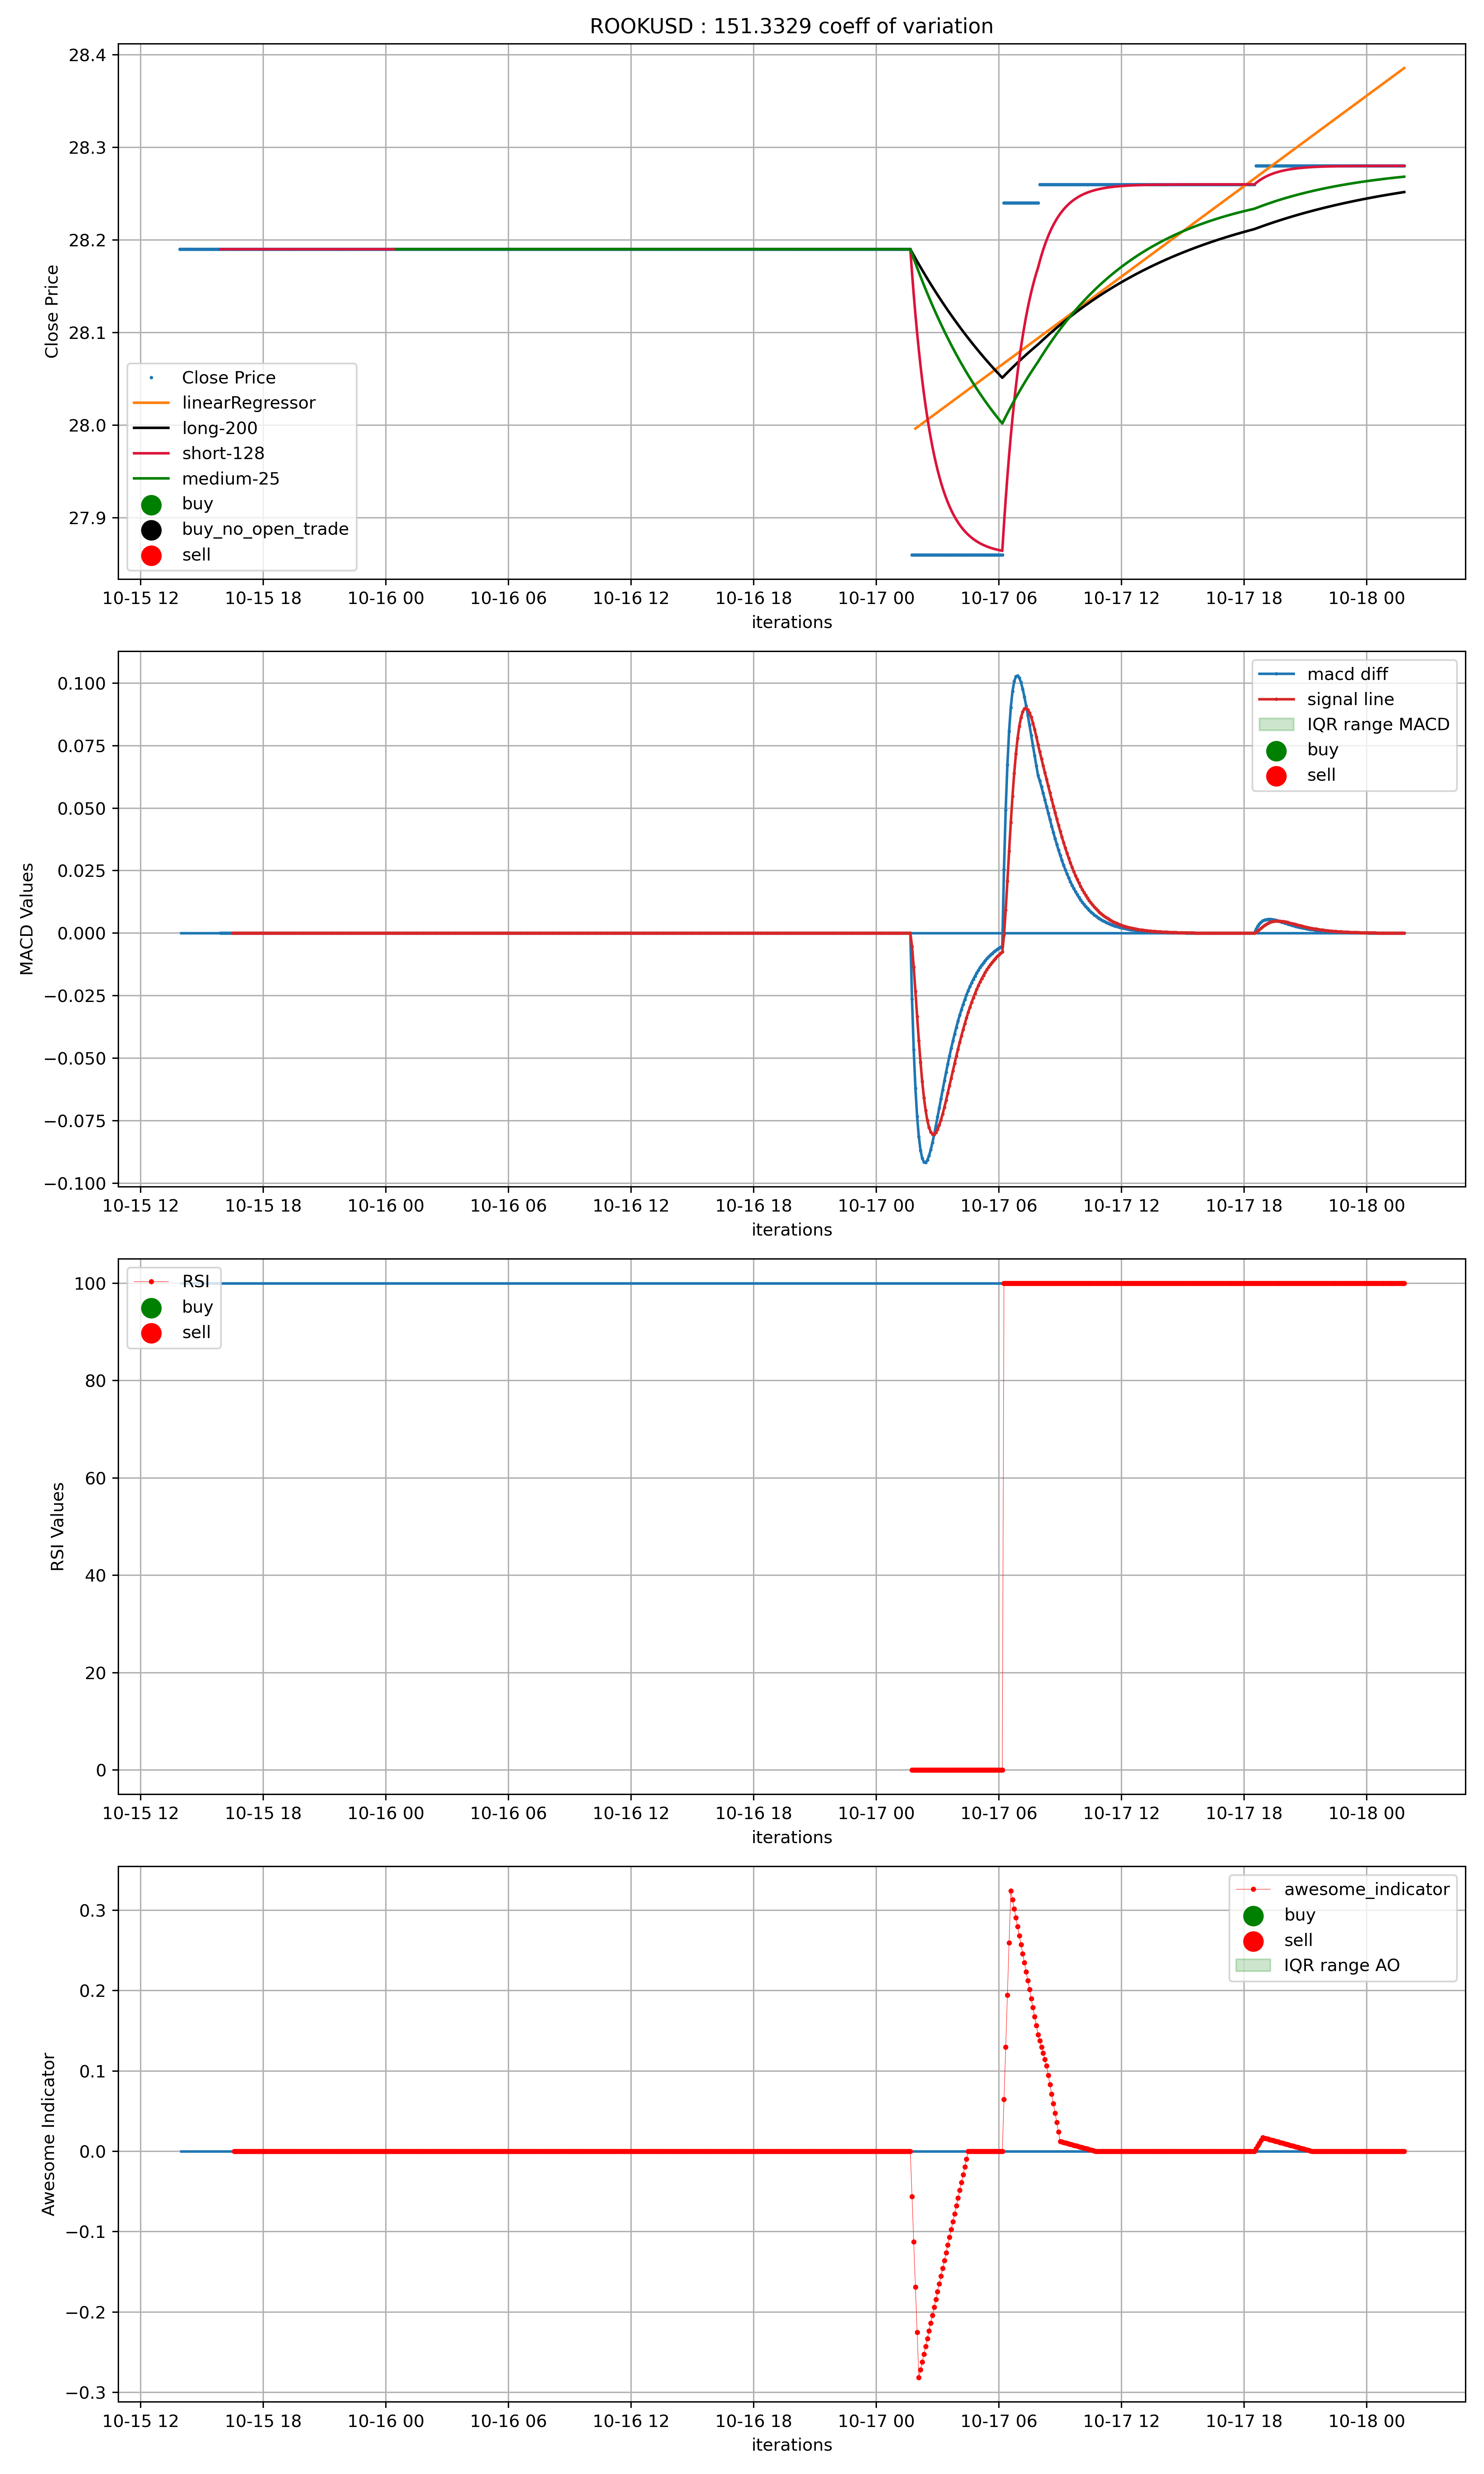 ROOKUSD : 151.3329 coeff of variation
28.4
28.3
28.2
28.1
28.0
27.9
Close Price
Close Price
linearRegressor
long-200
short-128
medium-25
buy
buy_no_open_trade
sell
10-15 12 10-15 18 10-16 00 10-16 06 10-16 12 10-16 18 10-17 00 10-17 06 10-17 12 10-17 18 10-18 00
iterations
0.100
0.075
0.050
0.025
0.000
−0.025
−0.050
−0.075
−0.100
MACD Values
macd diff
signal line
IQR range MACD
buy
sell
10-15 12 10-15 18 10-16 00 10-16 06 10-16 12 10-16 18 10-17 00 10-17 06 10-17 12 10-17 18 10-18 00
iterations
100
80
60
40
20
0
RSI Values
RSI
buy
sell
10-15 12 10-15 18 10-16 00 10-16 06 10-16 12 10-16 18 10-17 00 10-17 06 10-17 12 10-17 18 10-18 00
iterations
0.3
0.2
0.1
0.0
−0.1
−0.2
−0.3
Awesome Indicator
awesome_indicator
buy
sell
IQR range AO
10-15 12 10-15 18 10-16 00 10-16 06 10-16 12 10-16 18 10-17 00 10-17 06 10-17 12 10-17 18 10-18 00
iterations